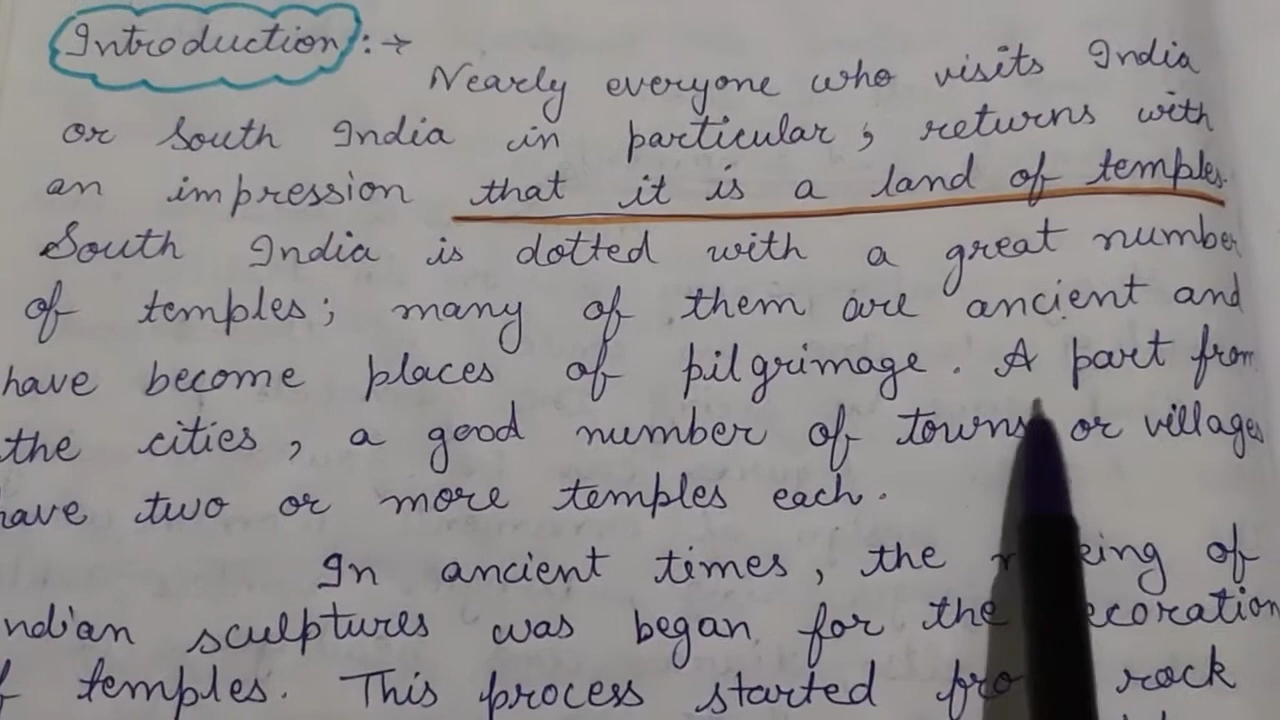 Introduction :→
Nearly everyone who visits India
or South India in particular, returns with
an impression that it is a land of temples.
South India is dotted with a great number
of temples; many of them are ancient and
have become places of pilgrimage. A part from
the cities, a good number of towns or villages
have two or more temples each.
In ancient times, the of
Indian sculptures was began for the
temples. This process started rock